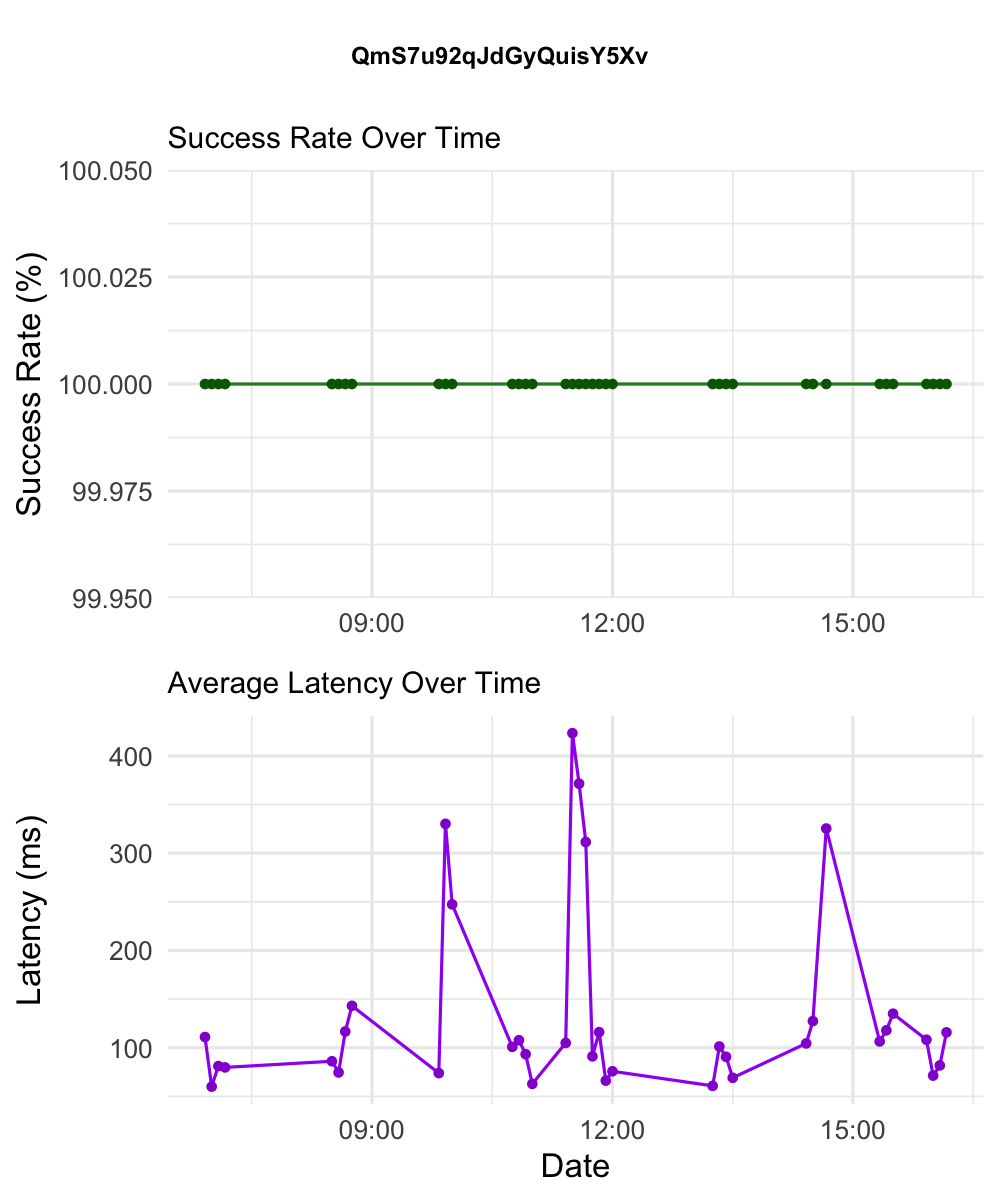 QmS7u92qJdGyQuisY5Xv
Success Rate Over Time
Success Rate (%)
100.050
100.025
100.000
99.975
99.950
09:00 12:00 15:00
Average Latency Over Time
Latency (ms)
400
300
200
100
09:00 12:00 15:00
Date